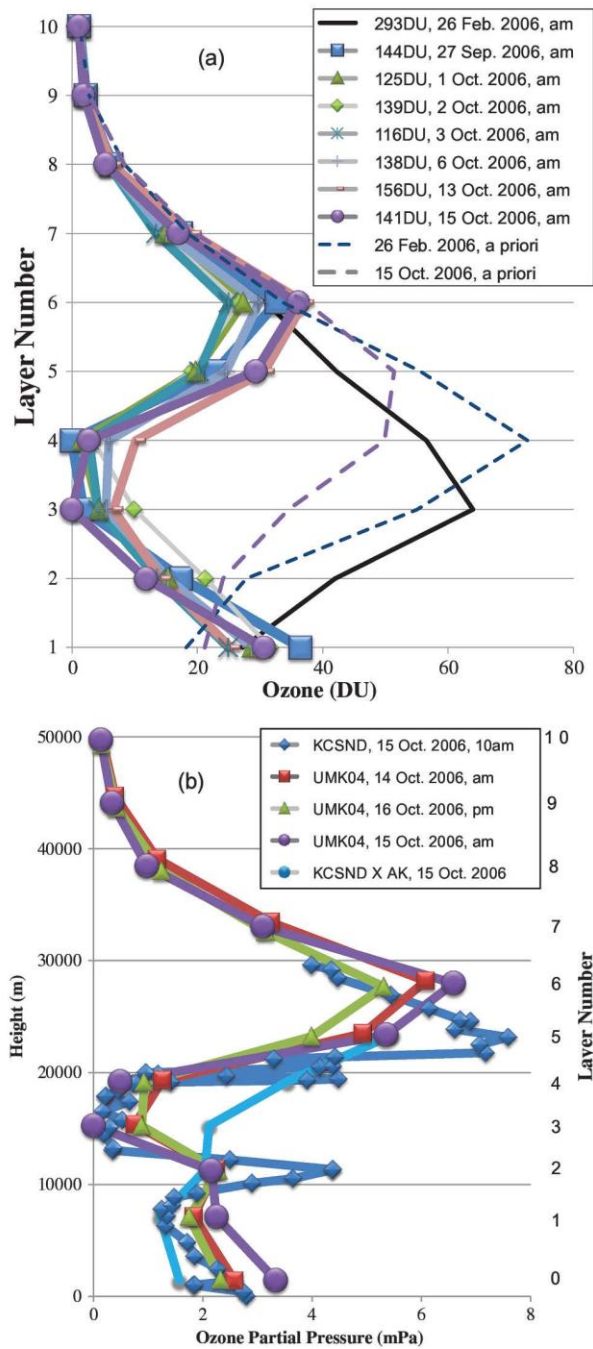 10
9
8
7
6
5
4
3
2
1
Layer Number
(a)
293DU, 26 Feb. 2006, am
144DU, 27 Sep. 2006, am
125DU, 1 Oct. 2006, am
139DU, 2 Oct. 2006, am
116DU, 3 Oct. 2006, am
138DU, 6 Oct. 2006, am
156DU, 13 Oct. 2006, am
141DU, 15 Oct. 2006, am
26 Feb. 2006, a priori
15 Oct. 2006, a priori
0 20 40 60 80
Ozone (DU)
50000
40000
30000
20000
10000
0
Height (m)
(b)
KCSND, 15 Oct. 2006, 10am
UMK04, 14 Oct. 2006, am
UMK04, 16 Oct. 2006, pm
UMK04, 15 Oct. 2006, am
KCSND X AK, 15 Oct. 2006
10
9
8
7
6
5
4
3
2
1
0
Layer Number
0 2 4 6 8
Ozone Partial Pressure (mPa)